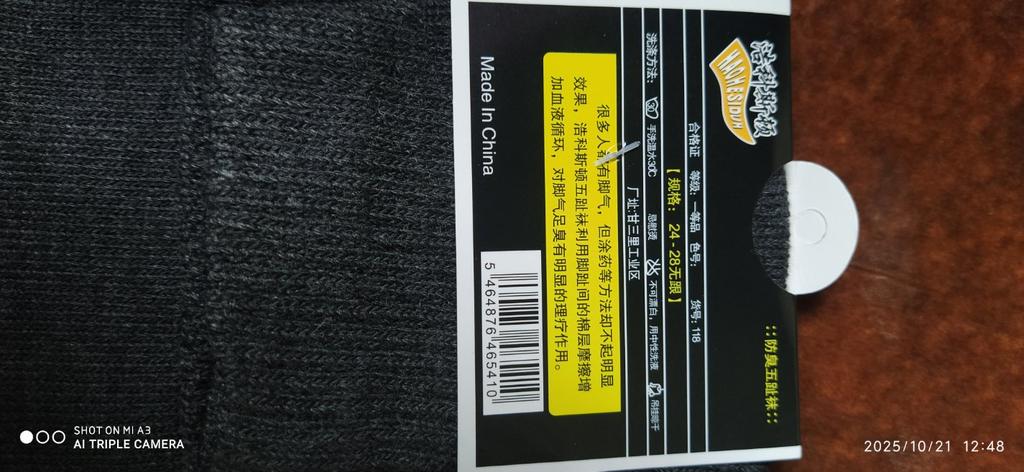 浩科斯顿
HAOKESIDUN
::防臭五趾袜::
合格证 等级:一等品 色号: 货号:118
【规格:24-28无跟】
洗涤方法: 手洗温水30C 忌熨烫 不可漂白,用中性洗液 吊挂晾干
厂址:甘三里工业区
很多人都有脚气,但涂药等方法却不起明显
效果,浩科斯顿五趾袜利用脚趾间的棉层摩擦增
加血液循环,对脚气足臭有明显的理疗作用。
Made In China
5 464876 465410
SHOT ON MI A3
AI TRIPLE CAMERA
2025/10/21 12:48